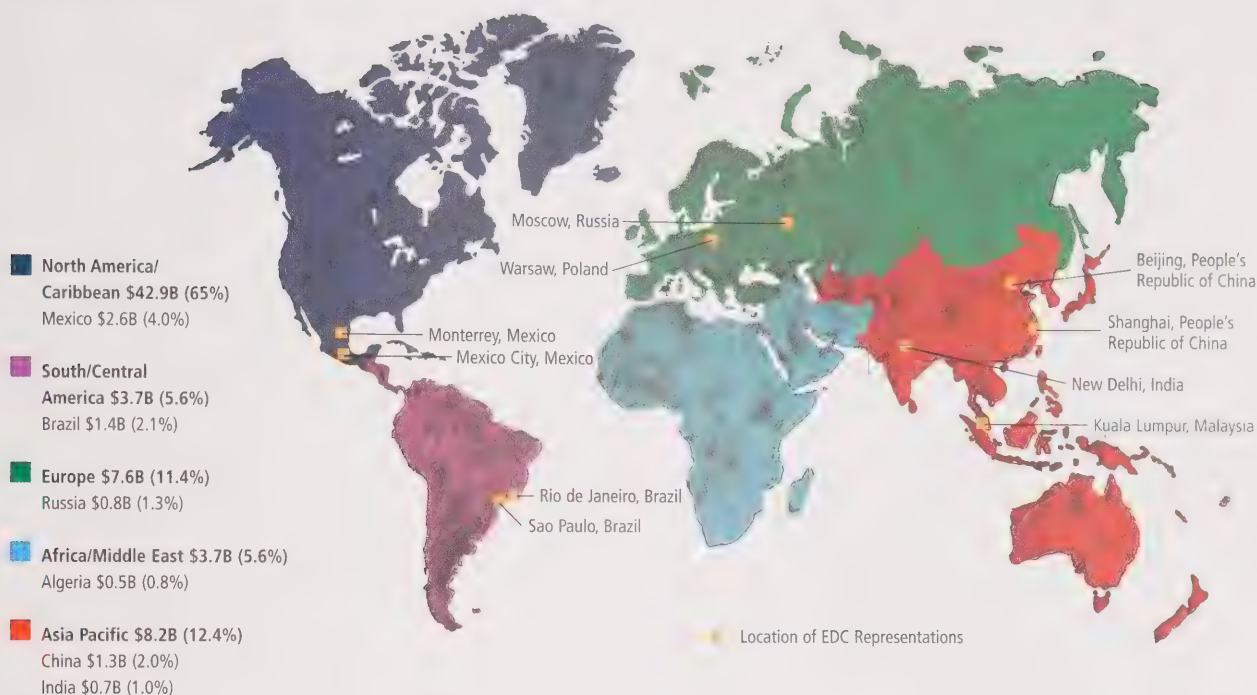 North America/
Caribbean $42.9B (65%)
Mexico $2.6B (4.0%)
South/Central
America $3.7B (5.6%)
Brazil $1.4B (2.1%)
Europe $7.6B (11.4%)
Russia $0.8B (1.3%)
Africa/Middle East $3.7B (5.6%)
Algeria $0.5B (0.8%)
Asia Pacific $8.2B (12.4%)
China $1.3B (2.0%)
India $0.7B (1.0%)
Moscow, Russia
Warsaw, Poland
Monterrey, Mexico
Mexico City, Mexico
Rio de Janeiro, Brazil
Sao Paulo, Brazil
Beijing, People's
Republic of China
Shanghai, People's
Republic of China
New Delhi, India
Kuala Lumpur, Malaysia
Location of EDC Representations